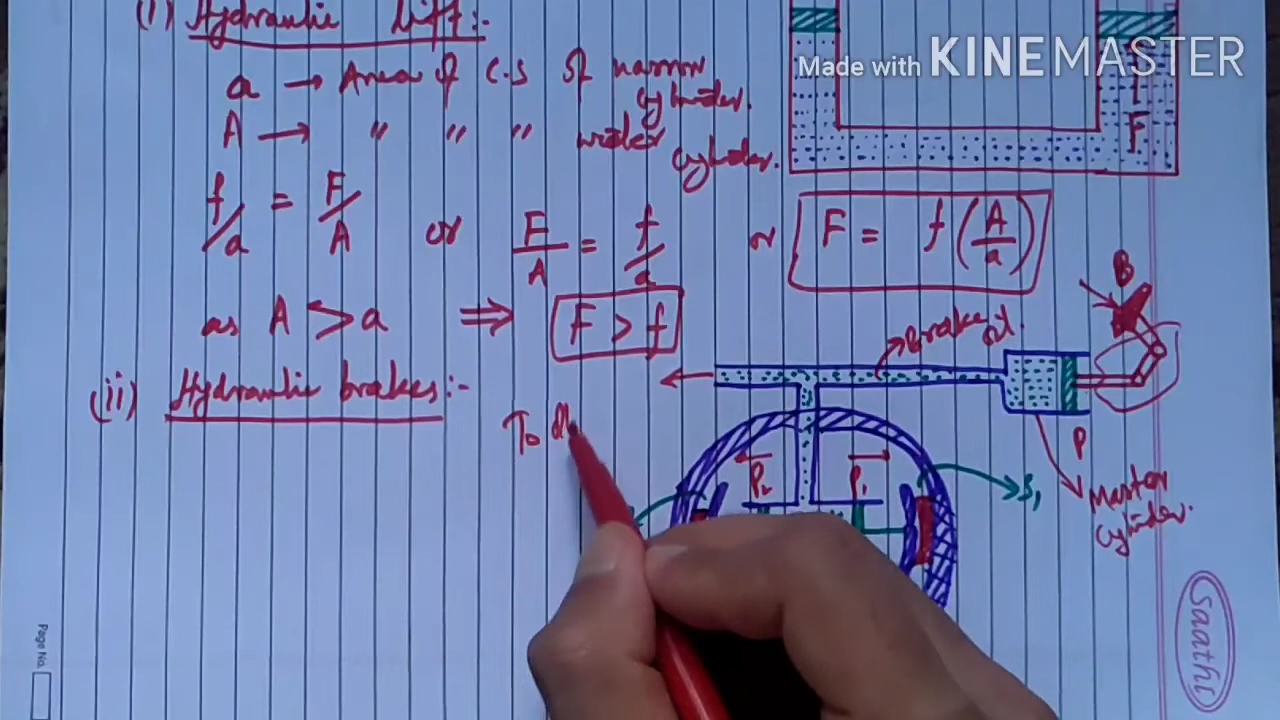 (i) Hydraulic Lift:-
a → Area of C.S of narrow cylinder.
A → " " " wider cylinder.
f/a = F/A or F/A = f/a or F = f(A/a)
as A > a ⇒ F > f
(ii) Hydraulic brakes:-
To
Made with KINEMASTER
F
B
Brake oil.
P
Master cylinder.
P2
P1
S1
Saathi
Page No.